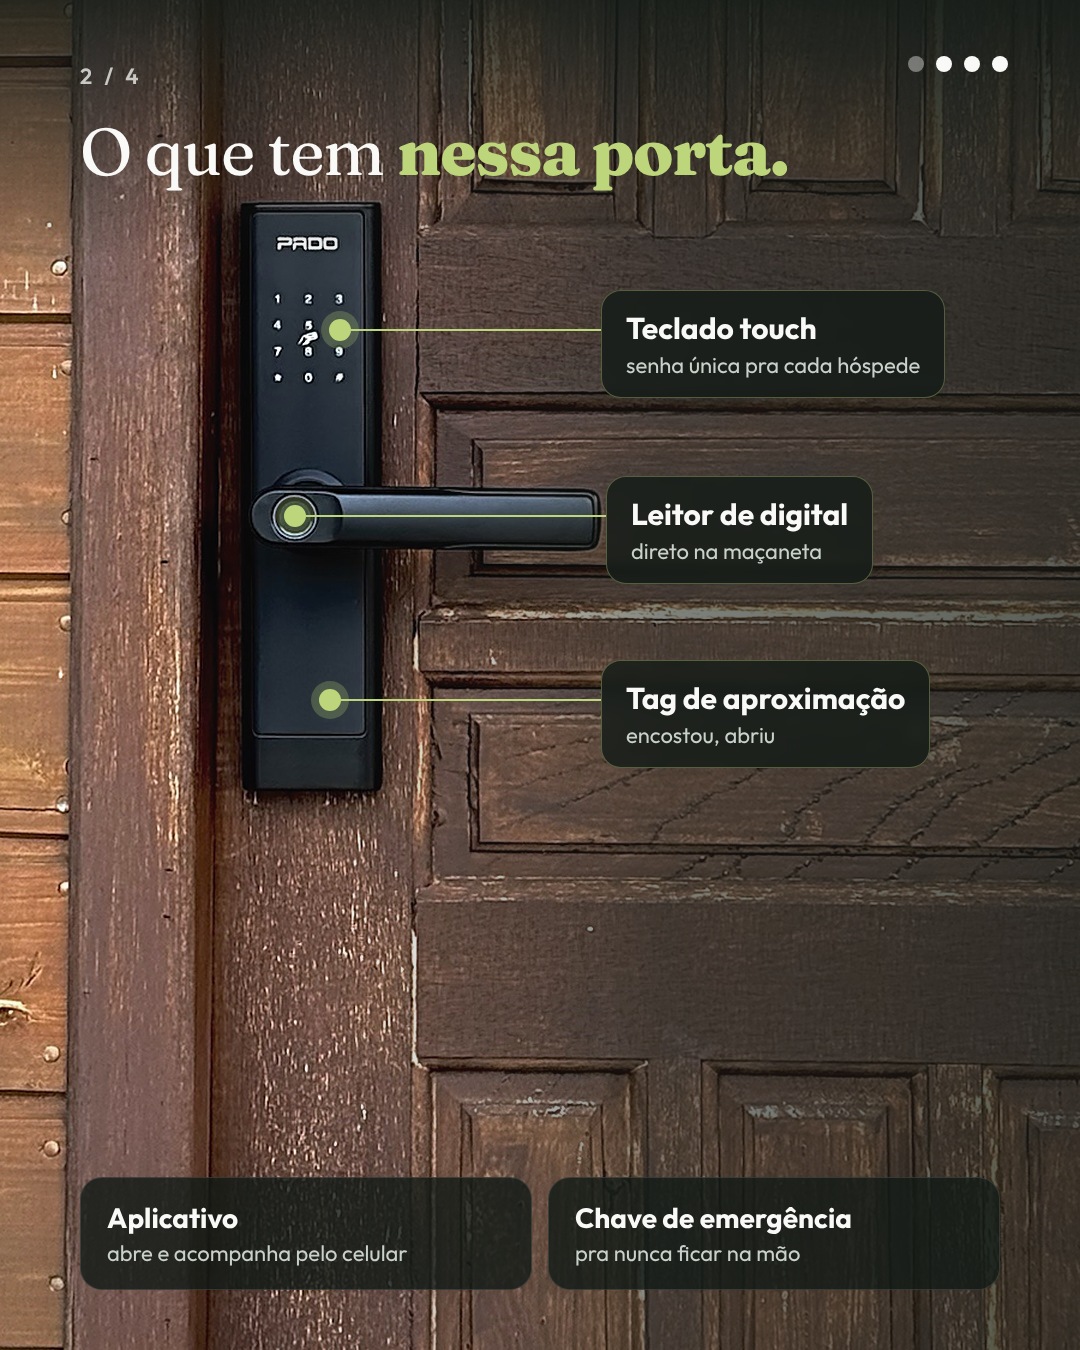 2 / 4
O que tem nessa porta.
PADO
1 2 3
4 5
7 8 9
* 0 #
Teclado touch
senha única pra cada hóspede
Leitor de digital
direto na maçaneta
Tag de aproximação
encostou, abriu
Aplicativo
abre e acompanha pelo celular
Chave de emergência
pra nunca ficar na mão